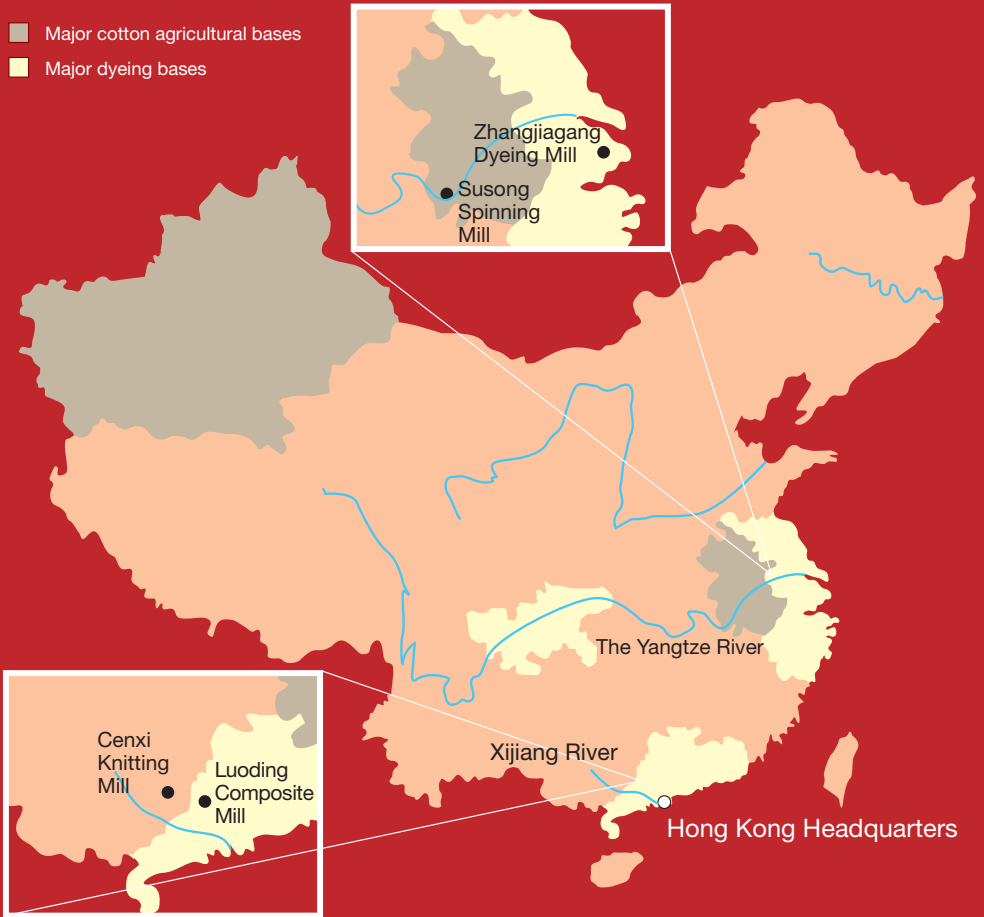 Major cotton agricultural bases
Major dyeing bases
Zhangjiagang
Dyeing Mill
Susong
Spinning
Mill
The Yangtze River
Xijiang River
Hong Kong Headquarters
Cenxi
Knitting
Mill
Luoding
Composite
Mill